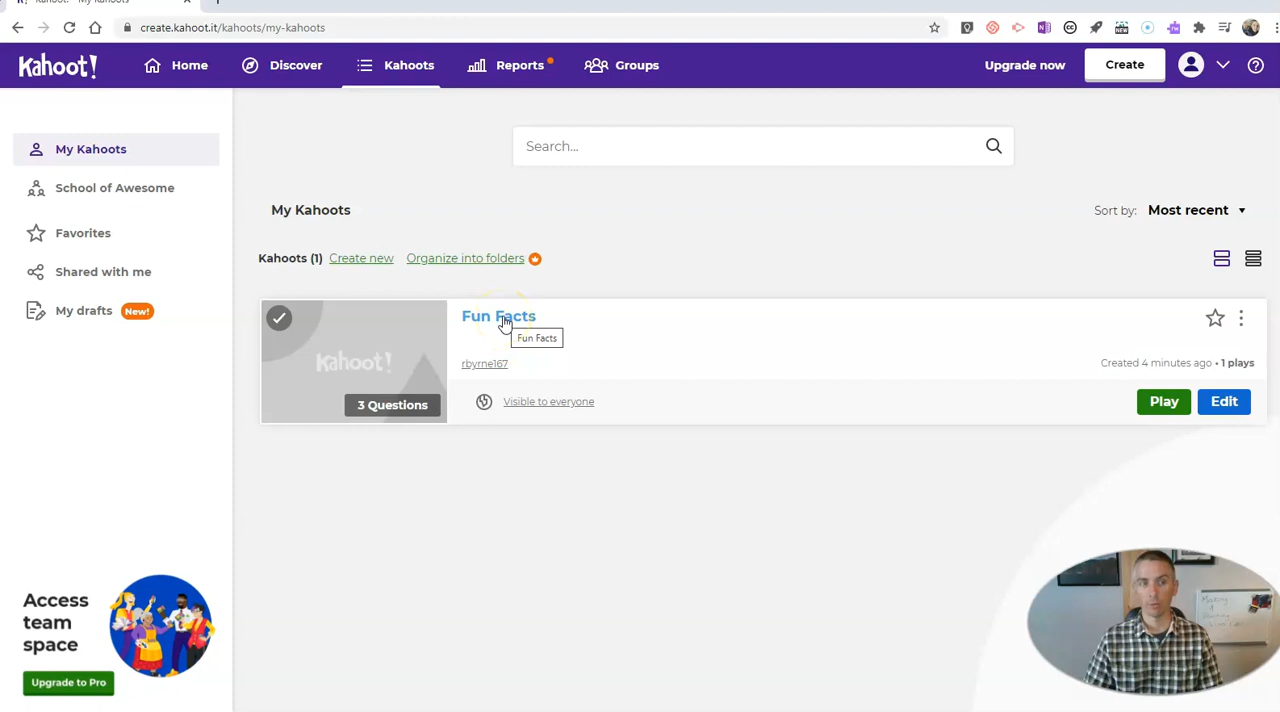 create.kahoot.it/kahoots/my-kahoots
NEW
Kahoot!
Home
Discover
Kahoots
Reports
Groups
Upgrade now
Create
My Kahoots
School of Awesome
Favorites
Shared with me
My drafts
New!
Search...
My Kahoots
Sort by: Most recent
Kahoots (1) Create new Organize into folders
Kahoot!
3 Questions
Fun Facts
Fun Facts
rbyrne167
Created 4 minutes ago • 1 plays
Visible to everyone
Play
Edit
Access
team
space
Upgrade to Pro